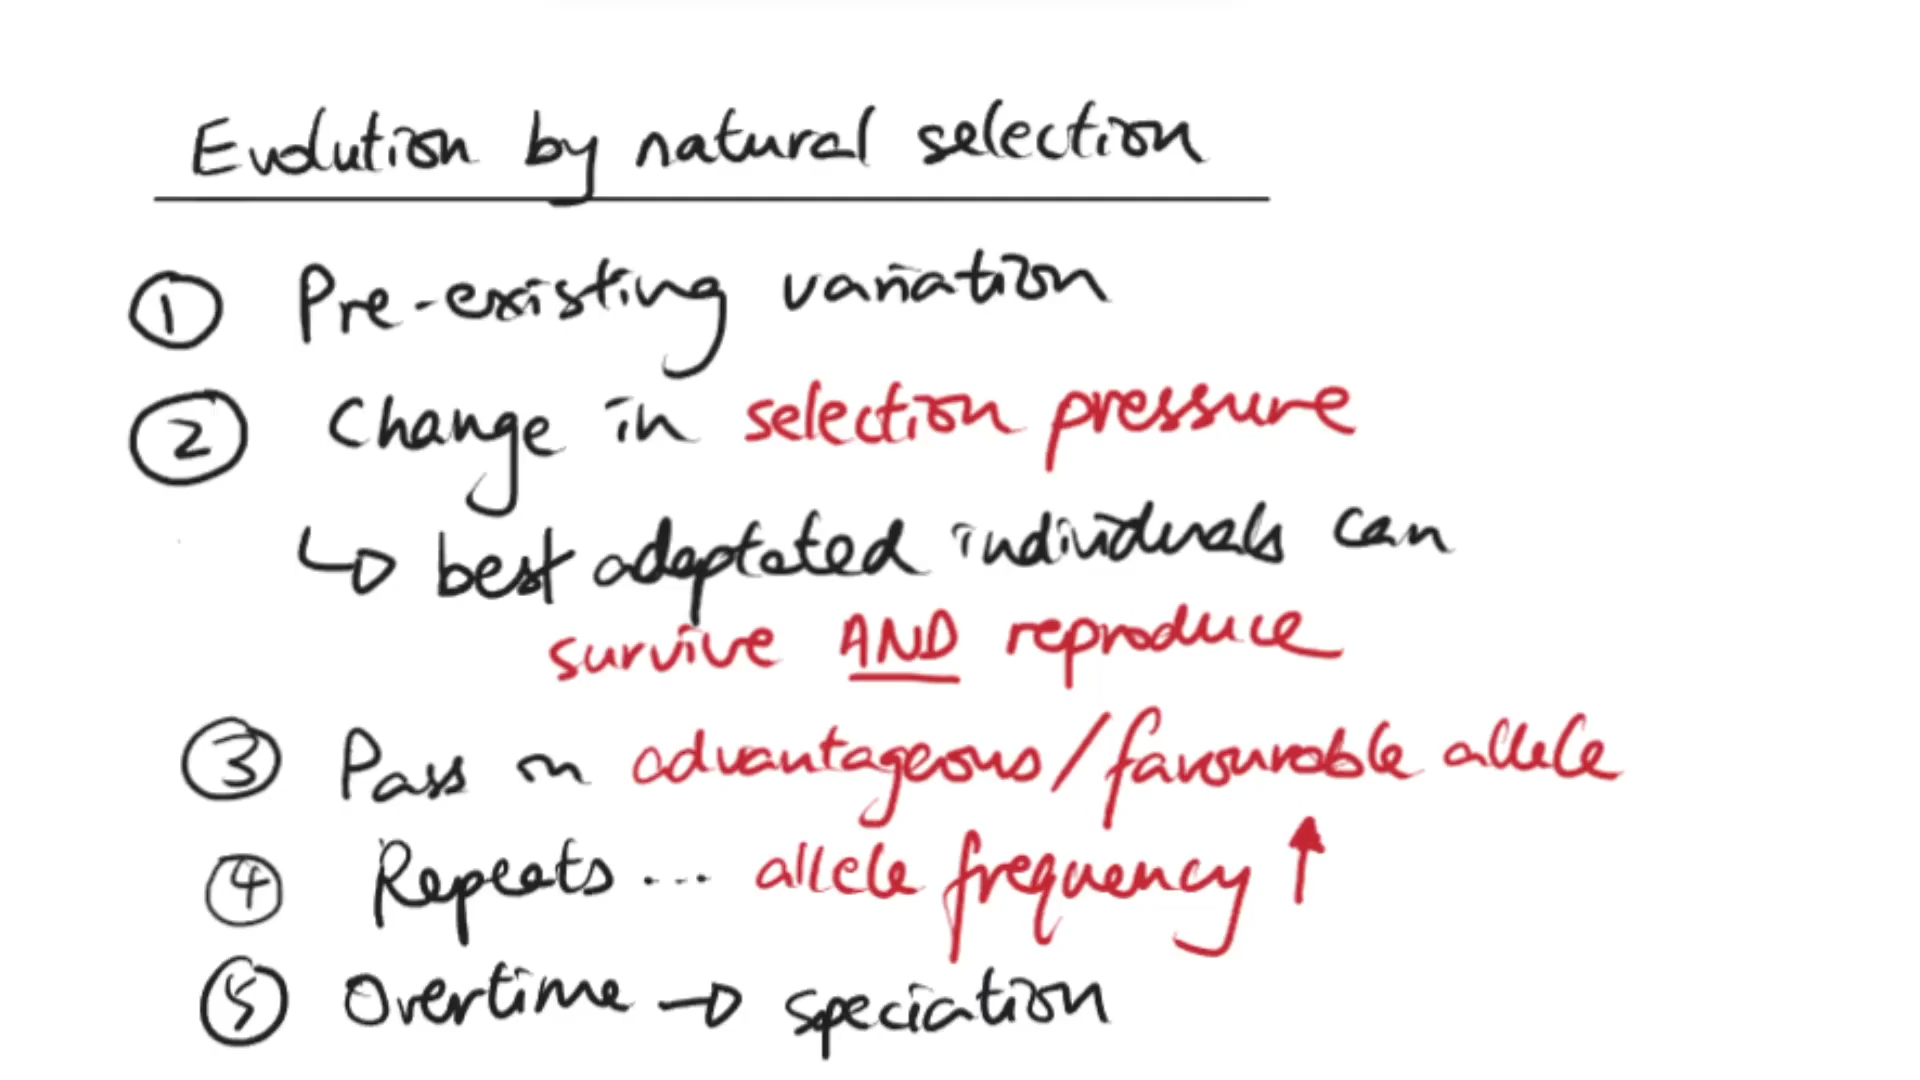 Evolution by natural selection
① Pre-existing variation
② Change in selection pressure
↳ best adaptated individuals can
survive AND reproduce
③ Pass on advantageous/favourable allele
④ Repeats ... allele frequency ↑
⑤ Overtime → speciation